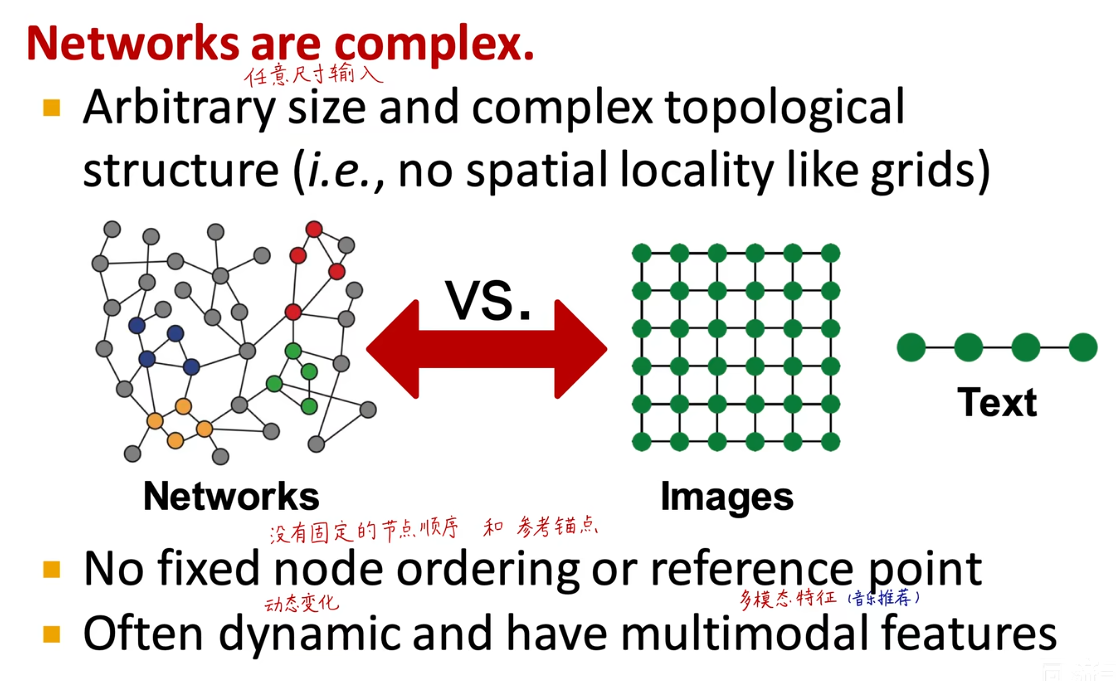 Networks are complex.
任意尺寸输入
▪ Arbitrary size and complex topological
structure (i.e., no spatial locality like grids)
vs.
Text
Networks
Images
没有固定的节点顺序 和 参考锚点
▪ No fixed node ordering or reference point
动态变化
多模态特征 (音乐推荐)
▪ Often dynamic and have multimodal features